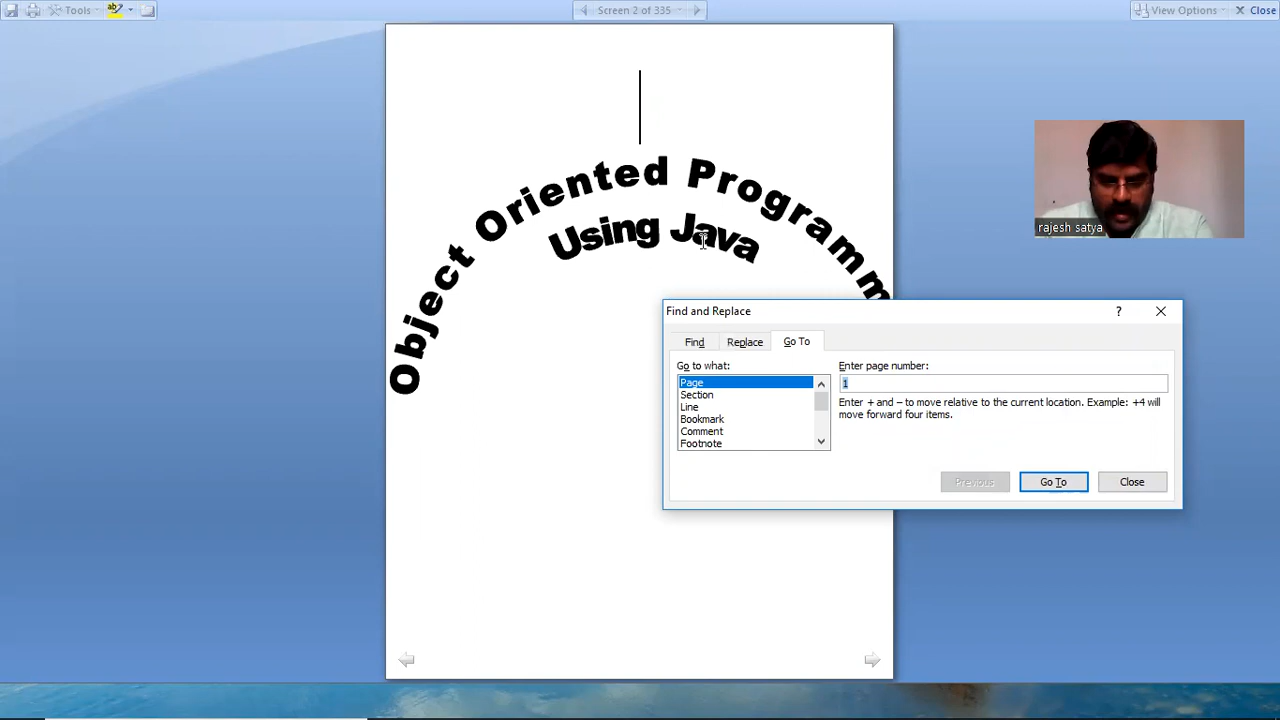 Tools
Screen 2 of 335
View Options
Close
Object Oriented Programm
Using Java
rajesh satya
Find and Replace
?
Find
Replace
Go To
Go to what:
Enter page number:
Page
Section
Line
Bookmark
Comment
Footnote
1
Enter + and – to move relative to the current location. Example: +4 will
move forward four items.
Previous
Go To
Close